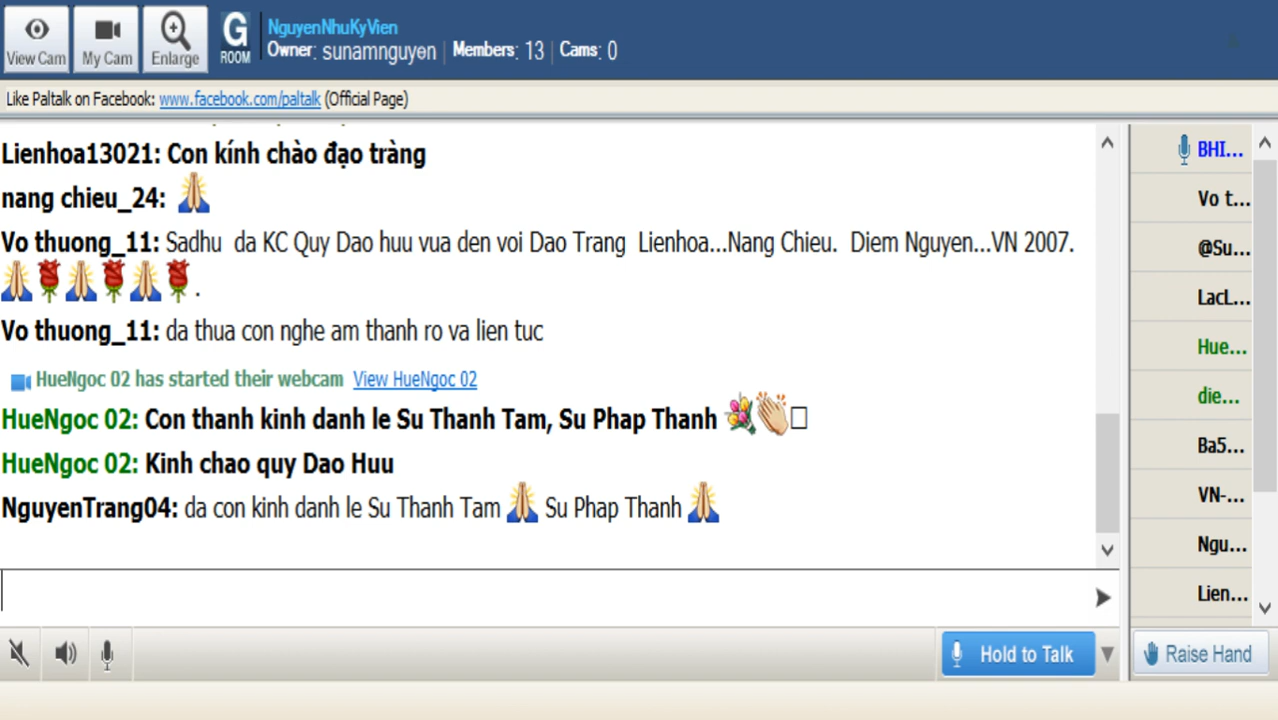 View Cam
My Cam
Enlarge
G
ROOM
NguyenNhuKyVien
Owner: sunamnguyen | Members: 13 | Cams: 0
Like Paltalk on Facebook: www.facebook.com/paltalk (Official Page)
Lienhoa13021: Con kính chào đạo tràng
nang chieu_24:
Vo thuong_11: Sadhu da KC Quy Dao huu vua den voi Dao Trang Lienhoa...Nang Chieu. Diem Nguyen...VN 2007.
.
Vo thuong_11: da thua con nghe am thanh ro va lien tuc
HueNgoc 02 has started their webcam View HueNgoc 02
HueNgoc 02: Con thanh kinh danh le Su Thanh Tam, Su Phap Thanh
HueNgoc 02: Kinh chao quy Dao Huu
NguyenTrang04: da con kinh danh le Su Thanh Tam Su Phap Thanh
BHI...
Vo t...
@Su...
LacL...
Hue...
die...
Ba5...
VN-...
Ngu...
Lien...
Hold to Talk
Raise Hand